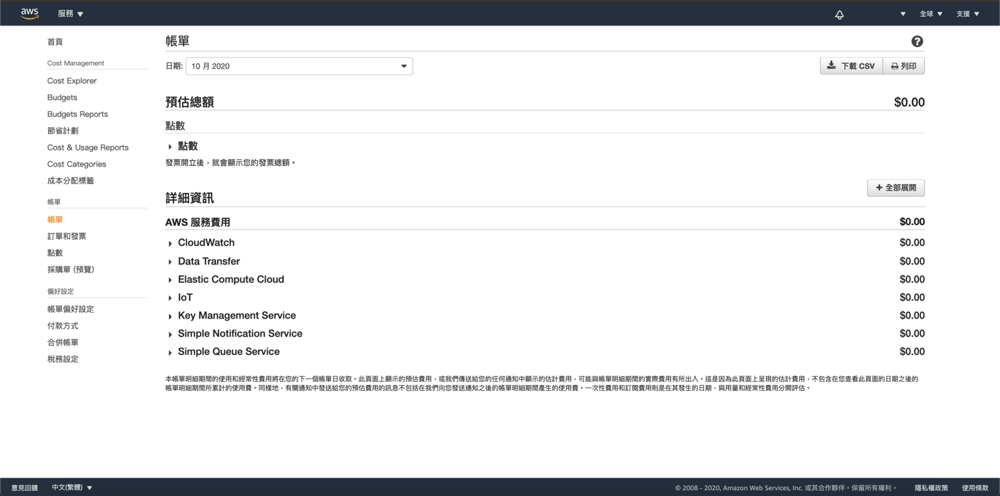 aws 服務 全球 支援
首頁
Cost Management
Cost Explorer
Budgets
Budgets Reports
節省計劃
Cost & Usage Reports
Cost Categories
成本分配標籤
帳單
帳單
訂單和發票
點數
採購單 (預覽)
偏好設定
帳單偏好設定
付款方式
合併帳單
稅務設定
帳單
日期: 10 月 2020 下載 CSV 列印
預估總額 $0.00
點數
點數
發票開立後，就會顯示您的發票總額。
詳細資訊 + 全部展開
AWS 服務費用 $0.00
CloudWatch $0.00
Data Transfer $0.00
Elastic Compute Cloud $0.00
IoT $0.00
Key Management Service $0.00
Simple Notification Service $0.00
Simple Queue Service $0.00
本帳單明細期間的使用和經常性費用將在您的下一個帳單日收取。此頁面上顯示的預估費用，或我們傳送給您的任何通知中顯示的估計費用，可能與帳單明細期間的實際費用有所出入。這是因為此頁面上呈現的估計費用，不包含在您查看此頁面的日期之後的
帳單明細期間所累計的使用費。同樣地，有關通知中發送給您的預估費用的訊息不包括在我們向您發送通知之後的帳單明細期間產生的使用費。一次性費用和訂閱費用則是在其發生的日期，與用量和經常性費用分開評估。
意見回饋 中文(繁體) © 2008 - 2020, Amazon Web Services, Inc. 或其合作夥伴。保留所有權利。 隱私權政策 使用條款